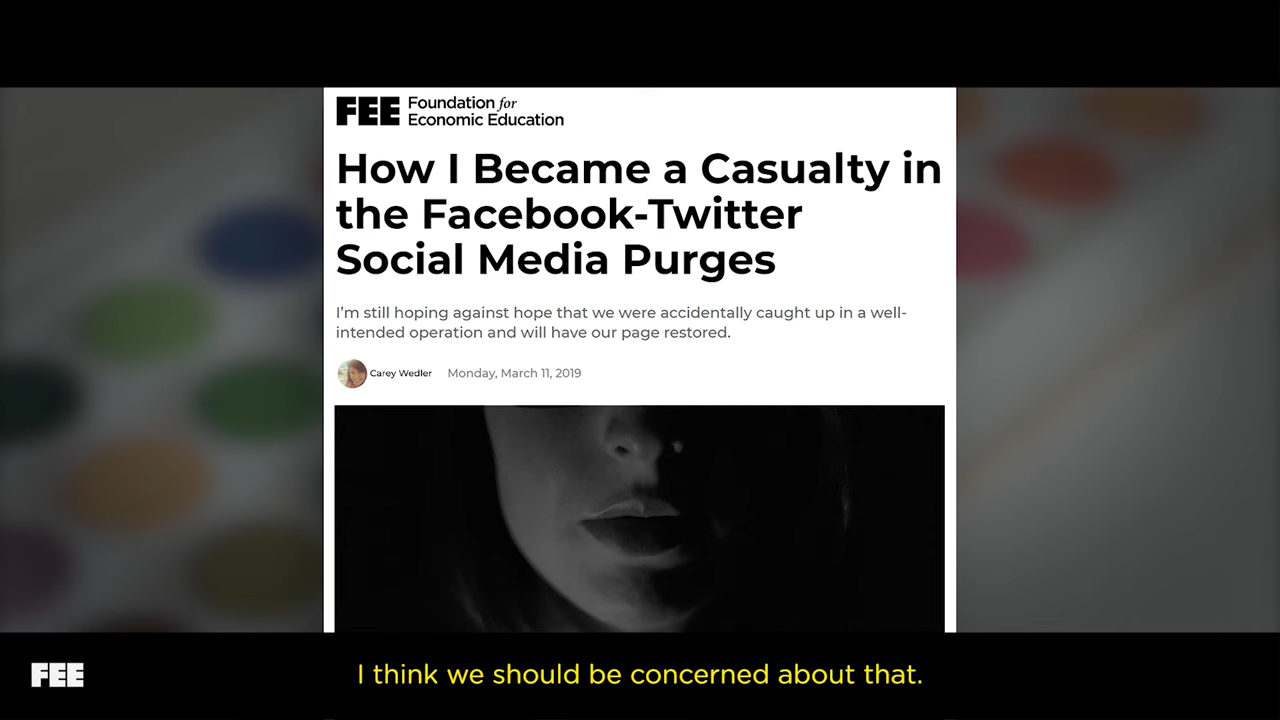 FEE Foundation for
Economic Education
How I Became a Casualty in
the Facebook-Twitter
Social Media Purges
I'm still hoping against hope that we were accidentally caught up in a well-
intended operation and will have our page restored.
Carey Wedler Monday, March 11, 2019
FEE
I think we should be concerned about that.